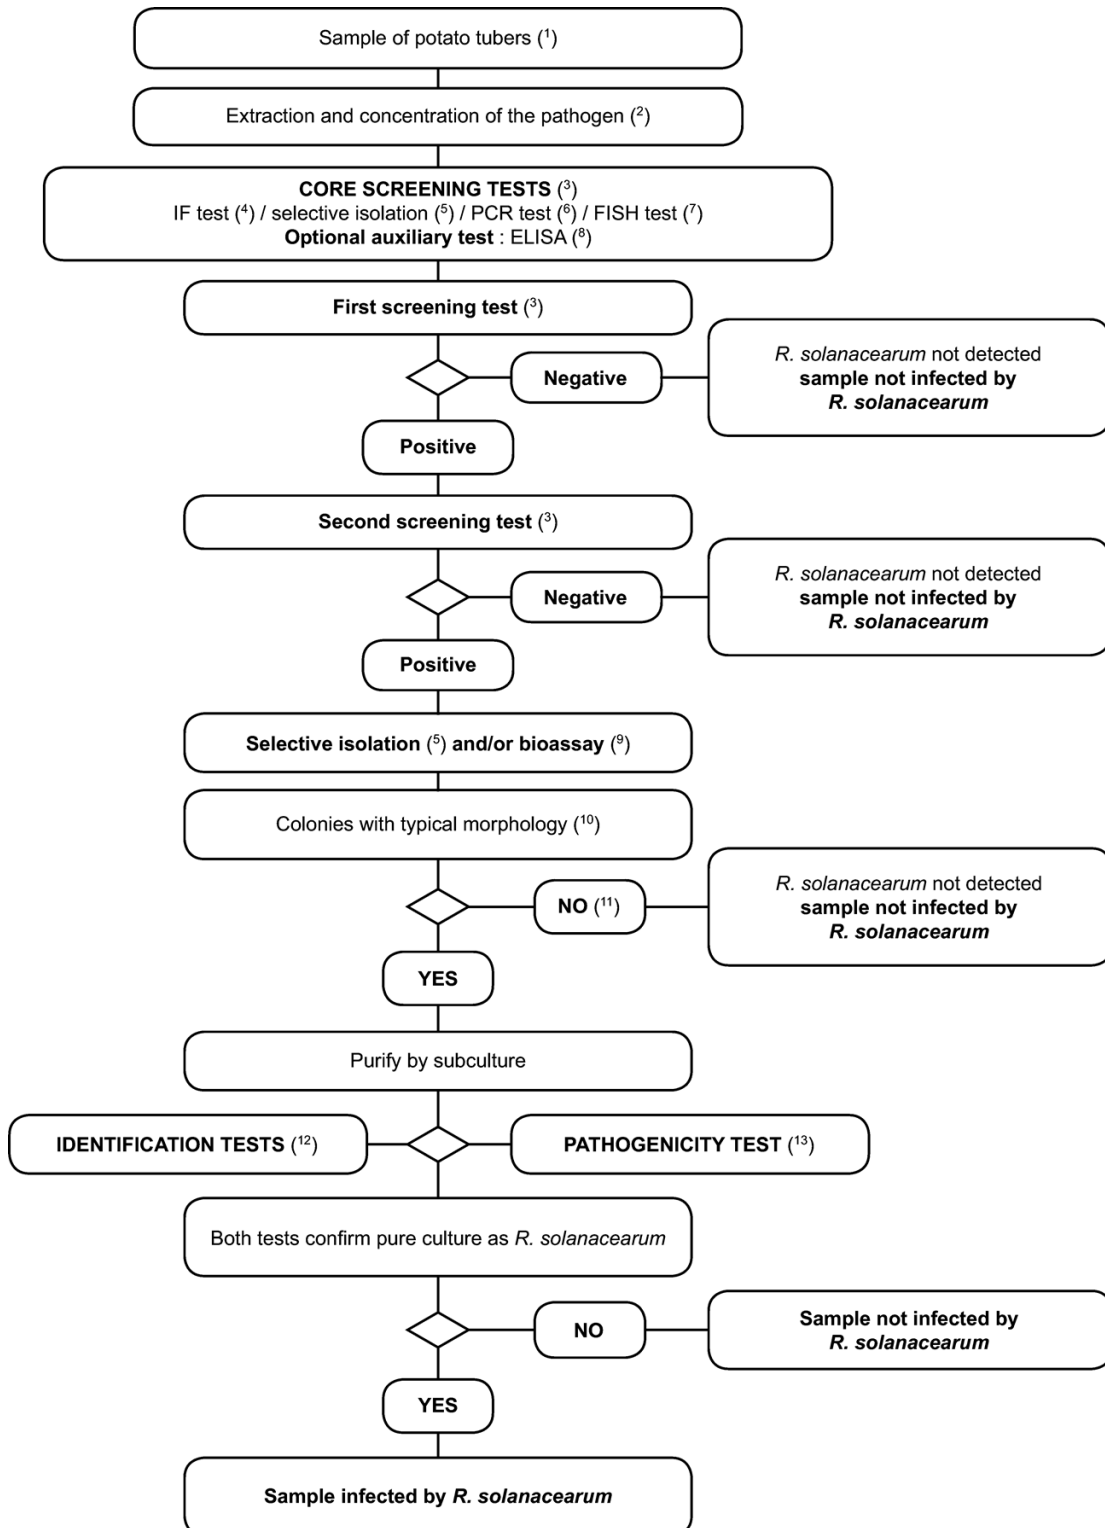 Sample of potato tubers (¹)
Extraction and concentration of the pathogen (²)
CORE SCREENING TESTS (³)
IF test (⁴) / selective isolation (⁵) / PCR test (⁶) / FISH test (⁷)
Optional auxiliary test : ELISA (⁸)
First screening test (³)
Negative
R. solanacearum not detected
sample not infected by
R. solanacearum
Positive
Second screening test (³)
Negative
R. solanacearum not detected
sample not infected by
R. solanacearum
Positive
Selective isolation (⁵) and/or bioassay (⁹)
Colonies with typical morphology (¹⁰)
NO (¹¹)
R. solanacearum not detected
sample not infected by
R. solanacearum
YES
Purify by subculture
IDENTIFICATION TESTS (¹²)
PATHOGENICITY TEST (¹³)
Both tests confirm pure culture as R. solanacearum
NO
Sample not infected by
R. solanacearum
YES
Sample infected by R. solanacearum